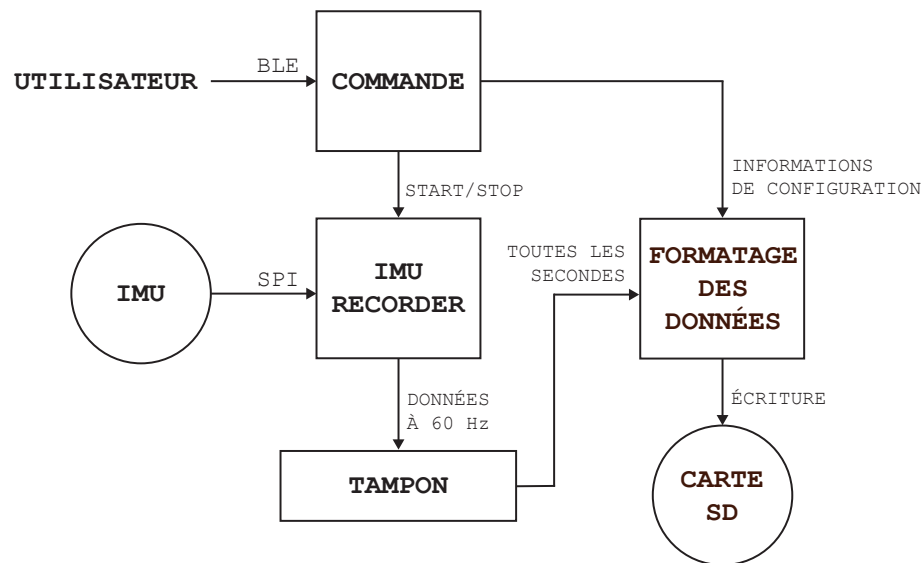 BLE
UTILISATEUR
COMMANDE
INFORMATIONS
DE CONFIGURATION
START/STOP
TOUTES LES
SECONDES
FORMATAGE
DES
DONNÉES
IMU
SPI
IMU
RECORDER
DONNÉES
À 60 Hz
ÉCRITURE
TAMPON
CARTE
SD